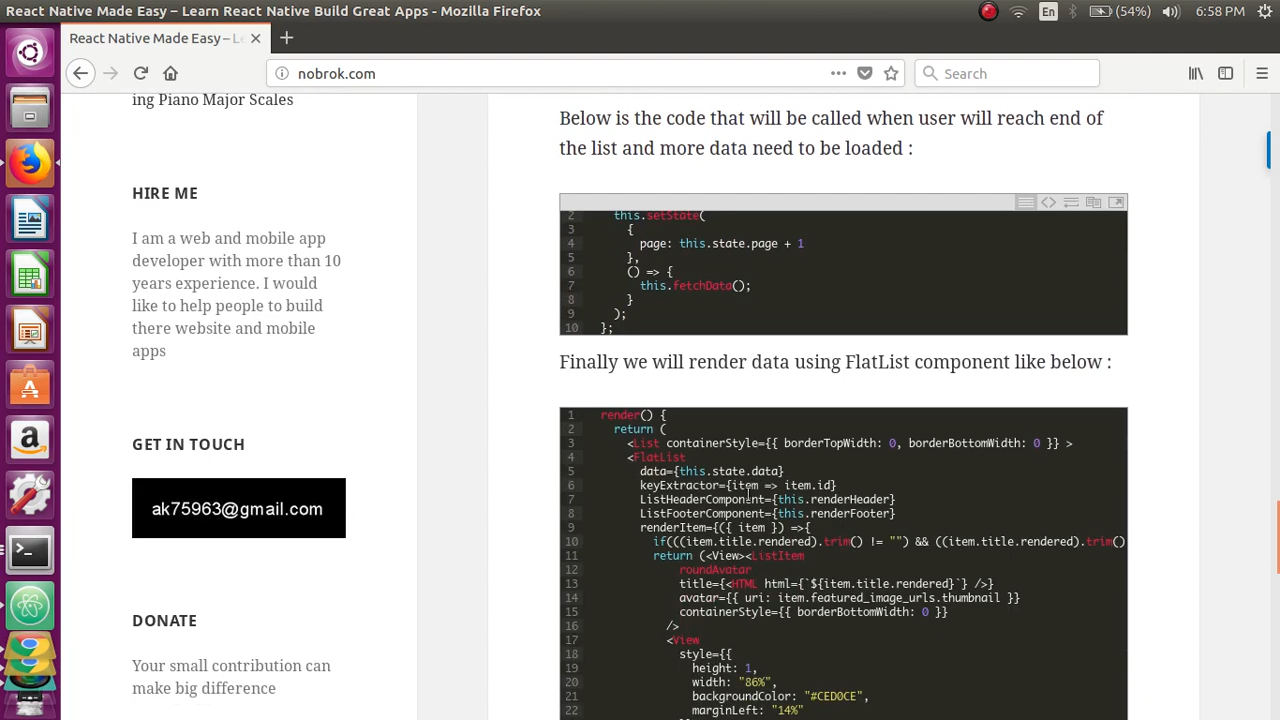 React Native Made Easy – Learn React Native Build Great Apps - Mozilla Firefox
En
(54%)
6:58 PM
React Native Made Easy – Le
nobrok.com
Search
ing Piano Major Scales
HIRE ME
I am a web and mobile app
developer with more than 10
years experience. I would
like to help people to build
there website and mobile
apps
GET IN TOUCH
ak75963@gmail.com
DONATE
Your small contribution can
make big difference
Below is the code that will be called when user will reach end of
the list and more data need to be loaded :
2 this.setState(
3 {
4 page: this.state.page + 1
5 },
6 () => {
7 this.fetchData();
8 }
9 );
10 };
Finally we will render data using FlatList component like below :
1 render() {
2 return (
3 <List containerStyle={{ borderTopWidth: 0, borderBottomWidth: 0 }} >
4 <FlatList
5 data={this.state.data}
6 keyExtractor={item => item.id}
7 ListHeaderComponent={this.renderHeader}
8 ListFooterComponent={this.renderFooter}
9 renderItem={({ item }) =>{
10 if(((item.title.rendered).trim() != "") && ((item.title.rendered).trim()
11 return (<View><ListItem
12 roundAvatar
13 title={<HTML html={`${item.title.rendered}`} />}
14 avatar={{ uri: item.featured_image_urls.thumbnail }}
15 containerStyle={{ borderBottomWidth: 0 }}
16 />
17 <View
18 style={{
19 height: 1,
20 width: "86%",
21 backgroundColor: "#CED0CE",
22 marginLeft: "14%"